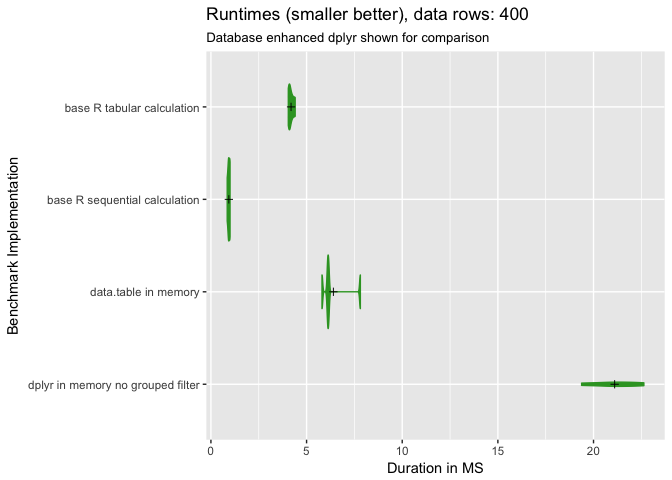 Runtimes (smaller better), data rows: 400
Database enhanced dplyr shown for comparison
Benchmark Implementation
base R tabular calculation
base R sequential calculation
data.table in memory
dplyr in memory no grouped filter
0 5 10 15 20
Duration in MS